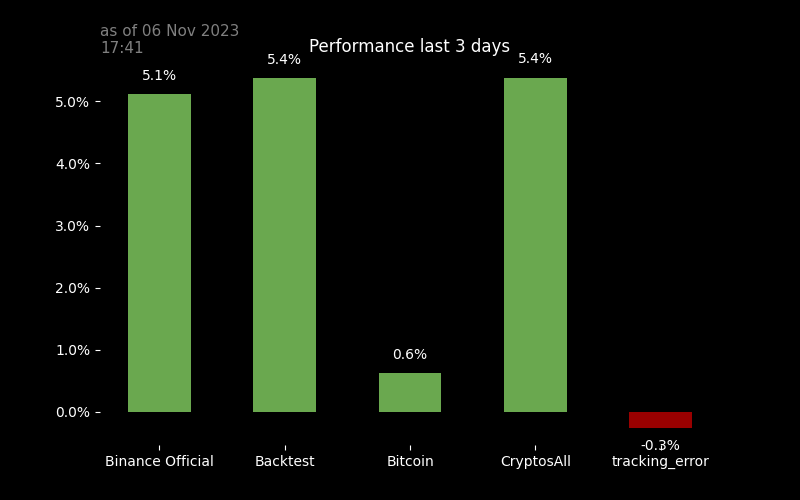 as of 06 Nov 2023
17:41
Performance last 3 days
5.1%
5.4%
0.6%
5.4%
-0.3%
5.0%
4.0%
3.0%
2.0%
1.0%
0.0%
Binance Official
Backtest
Bitcoin
CryptosAll
tracking_error